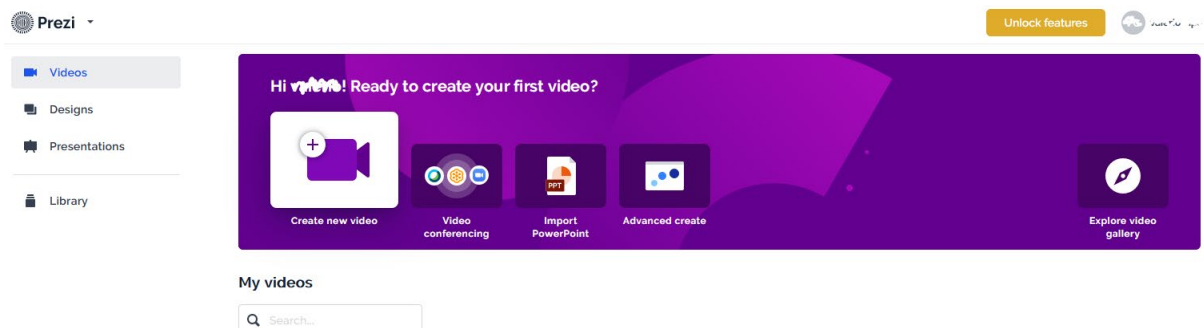 Prezi
Unlock features
Videos
Designs
Presentations
Library
Hi ! Ready to create your first video?
Create new video
Video
conferencing
PPT
Import
PowerPoint
Advanced create
Explore video
gallery
My videos
Search...